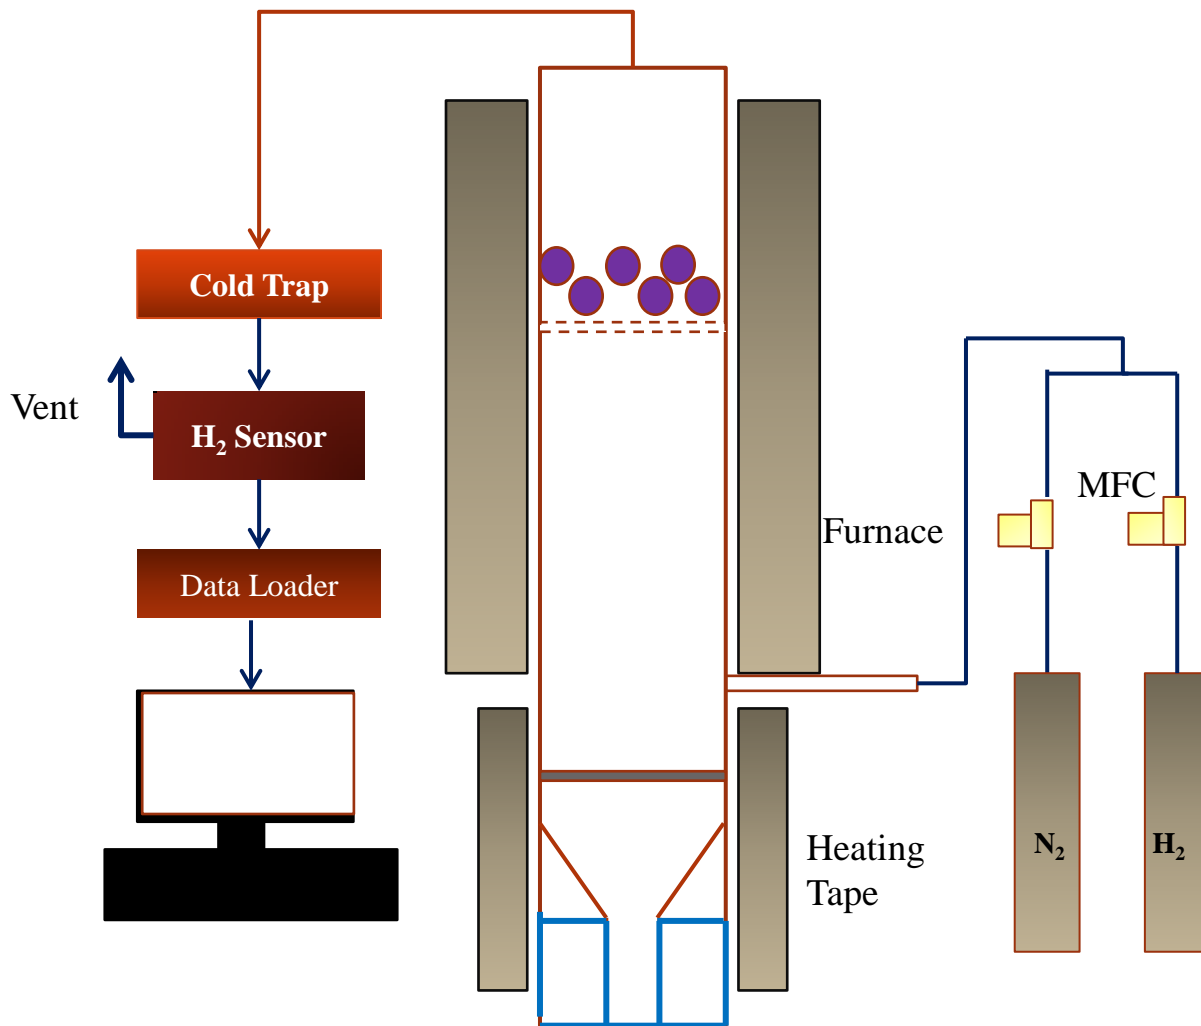 Cold Trap
Vent
H₂ Sensor
MFC
Furnace
Data Loader
Heating
Tape
N₂
H₂